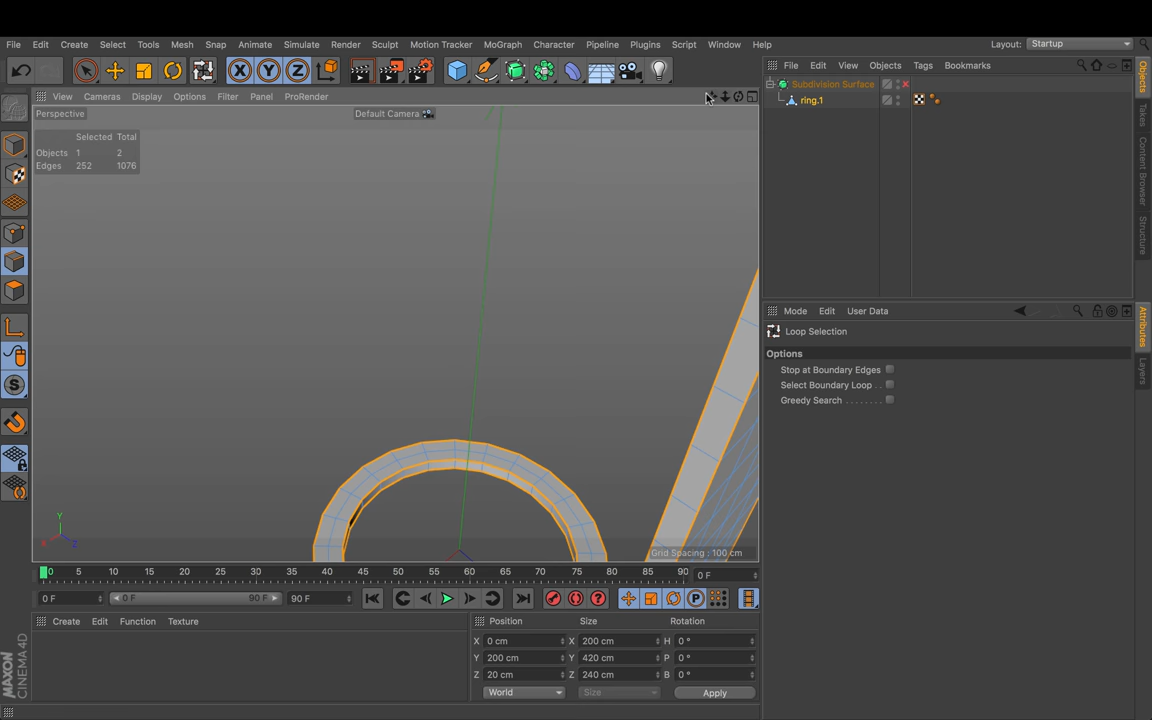 File Edit Create Select Tools Mesh Snap Animate Simulate Render Sculpt Motion Tracker MoGraph Character Pipeline Plugins Script Window Help Layout: Startup
File Edit View Objects Tags Bookmarks
Subdivision Surface
ring.1
View Cameras Display Options Filter Panel ProRender
Perspective Default Camera
Selected Total
Objects 1 2
Edges 252 1076
Objects
Takes
Content Browser
Structure
Mode Edit User Data
Loop Selection
Options
Stop at Boundary Edges
Select Boundary Loop . .
Greedy Search . . . . . . . .
Attributes
Layers
Y
X
Z
Grid Spacing : 100 cm
0 5 10 15 20 25 30 35 40 45 50 55 60 65 70 75 80 85 90 0 F
0 F 0 F 90 F 90 F
Create Edit Function Texture
Position Size Rotation
X 0 cm X 200 cm H 0 °
Y 200 cm Y 420 cm P 0 °
Z 20 cm Z 240 cm B 0 °
World Size Apply
MAXON
CINEMA 4D